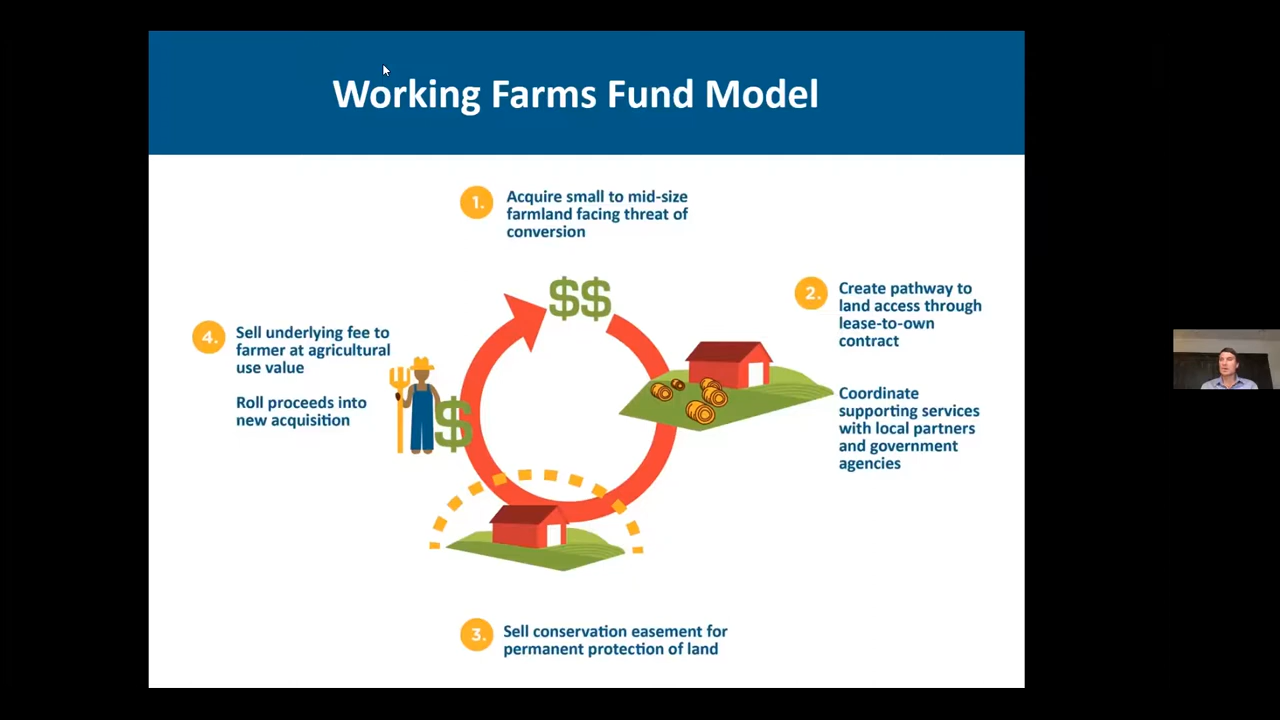 Working Farms Fund Model
1.
Acquire small to mid-size
farmland facing threat of
conversion
$$
2.
Create pathway to
land access through
lease-to-own
contract
Coordinate
supporting services
with local partners
and government
agencies
3.
Sell conservation easement for
permanent protection of land
4.
Sell underlying fee to
farmer at agricultural
use value
Roll proceeds into
new acquisition
$